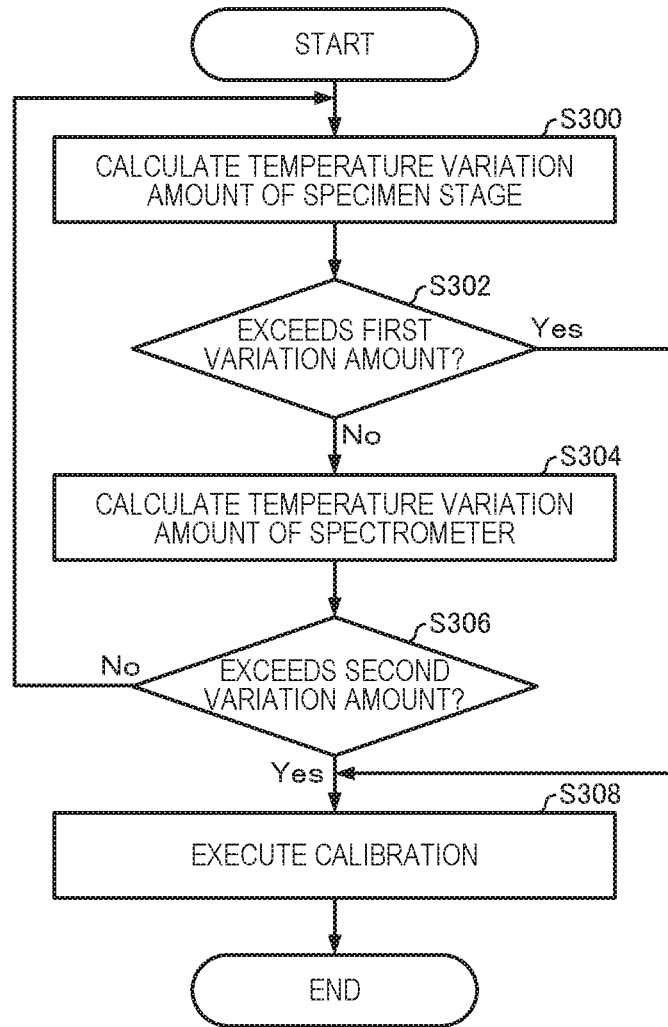 START
S300
CALCULATE TEMPERATURE VARIATION
AMOUNT OF SPECIMEN STAGE
S302
EXCEEDS FIRST
VARIATION AMOUNT?
Yes
No
S304
CALCULATE TEMPERATURE VARIATION
AMOUNT OF SPECTROMETER
S306
No
EXCEEDS SECOND
VARIATION AMOUNT?
Yes
S308
EXECUTE CALIBRATION
END